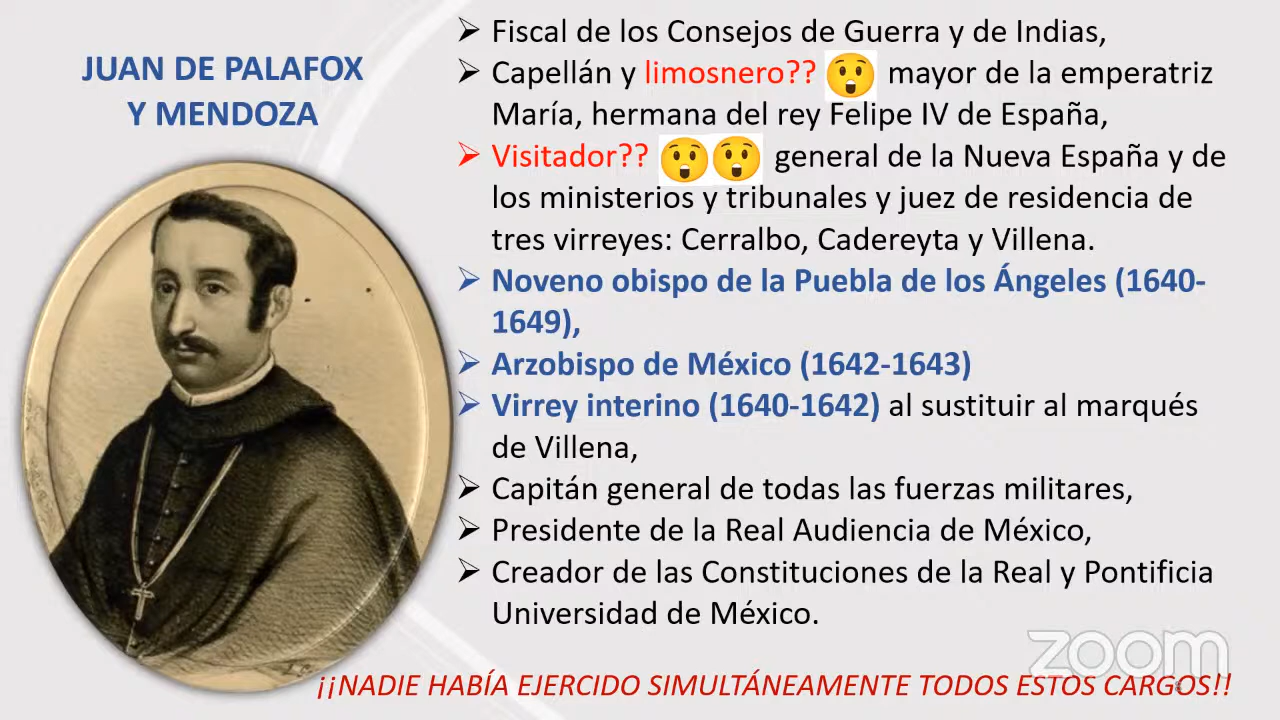 JUAN DE PALAFOX
Y MENDOZA
Fiscal de los Consejos de Guerra y de Indias,
Capellán y limosnero?? 😲 mayor de la emperatriz
María, hermana del rey Felipe IV de España,
Visitador?? 😲😲 general de la Nueva España y de
los ministerios y tribunales y juez de residencia de
tres virreyes: Cerralbo, Cadereyta y Villena.
Noveno obispo de la Puebla de los Ángeles (1640-
1649),
Arzobispo de México (1642-1643)
Virrey interino (1640-1642) al sustituir al marqués
de Villena,
Capitán general de todas las fuerzas militares,
Presidente de la Real Audiencia de México,
Creador de las Constituciones de la Real y Pontificia
Universidad de México.
zoom
¡¡NADIE HABÍA EJERCIDO SIMULTÁNEAMENTE TODOS ESTOS CARGOS!!